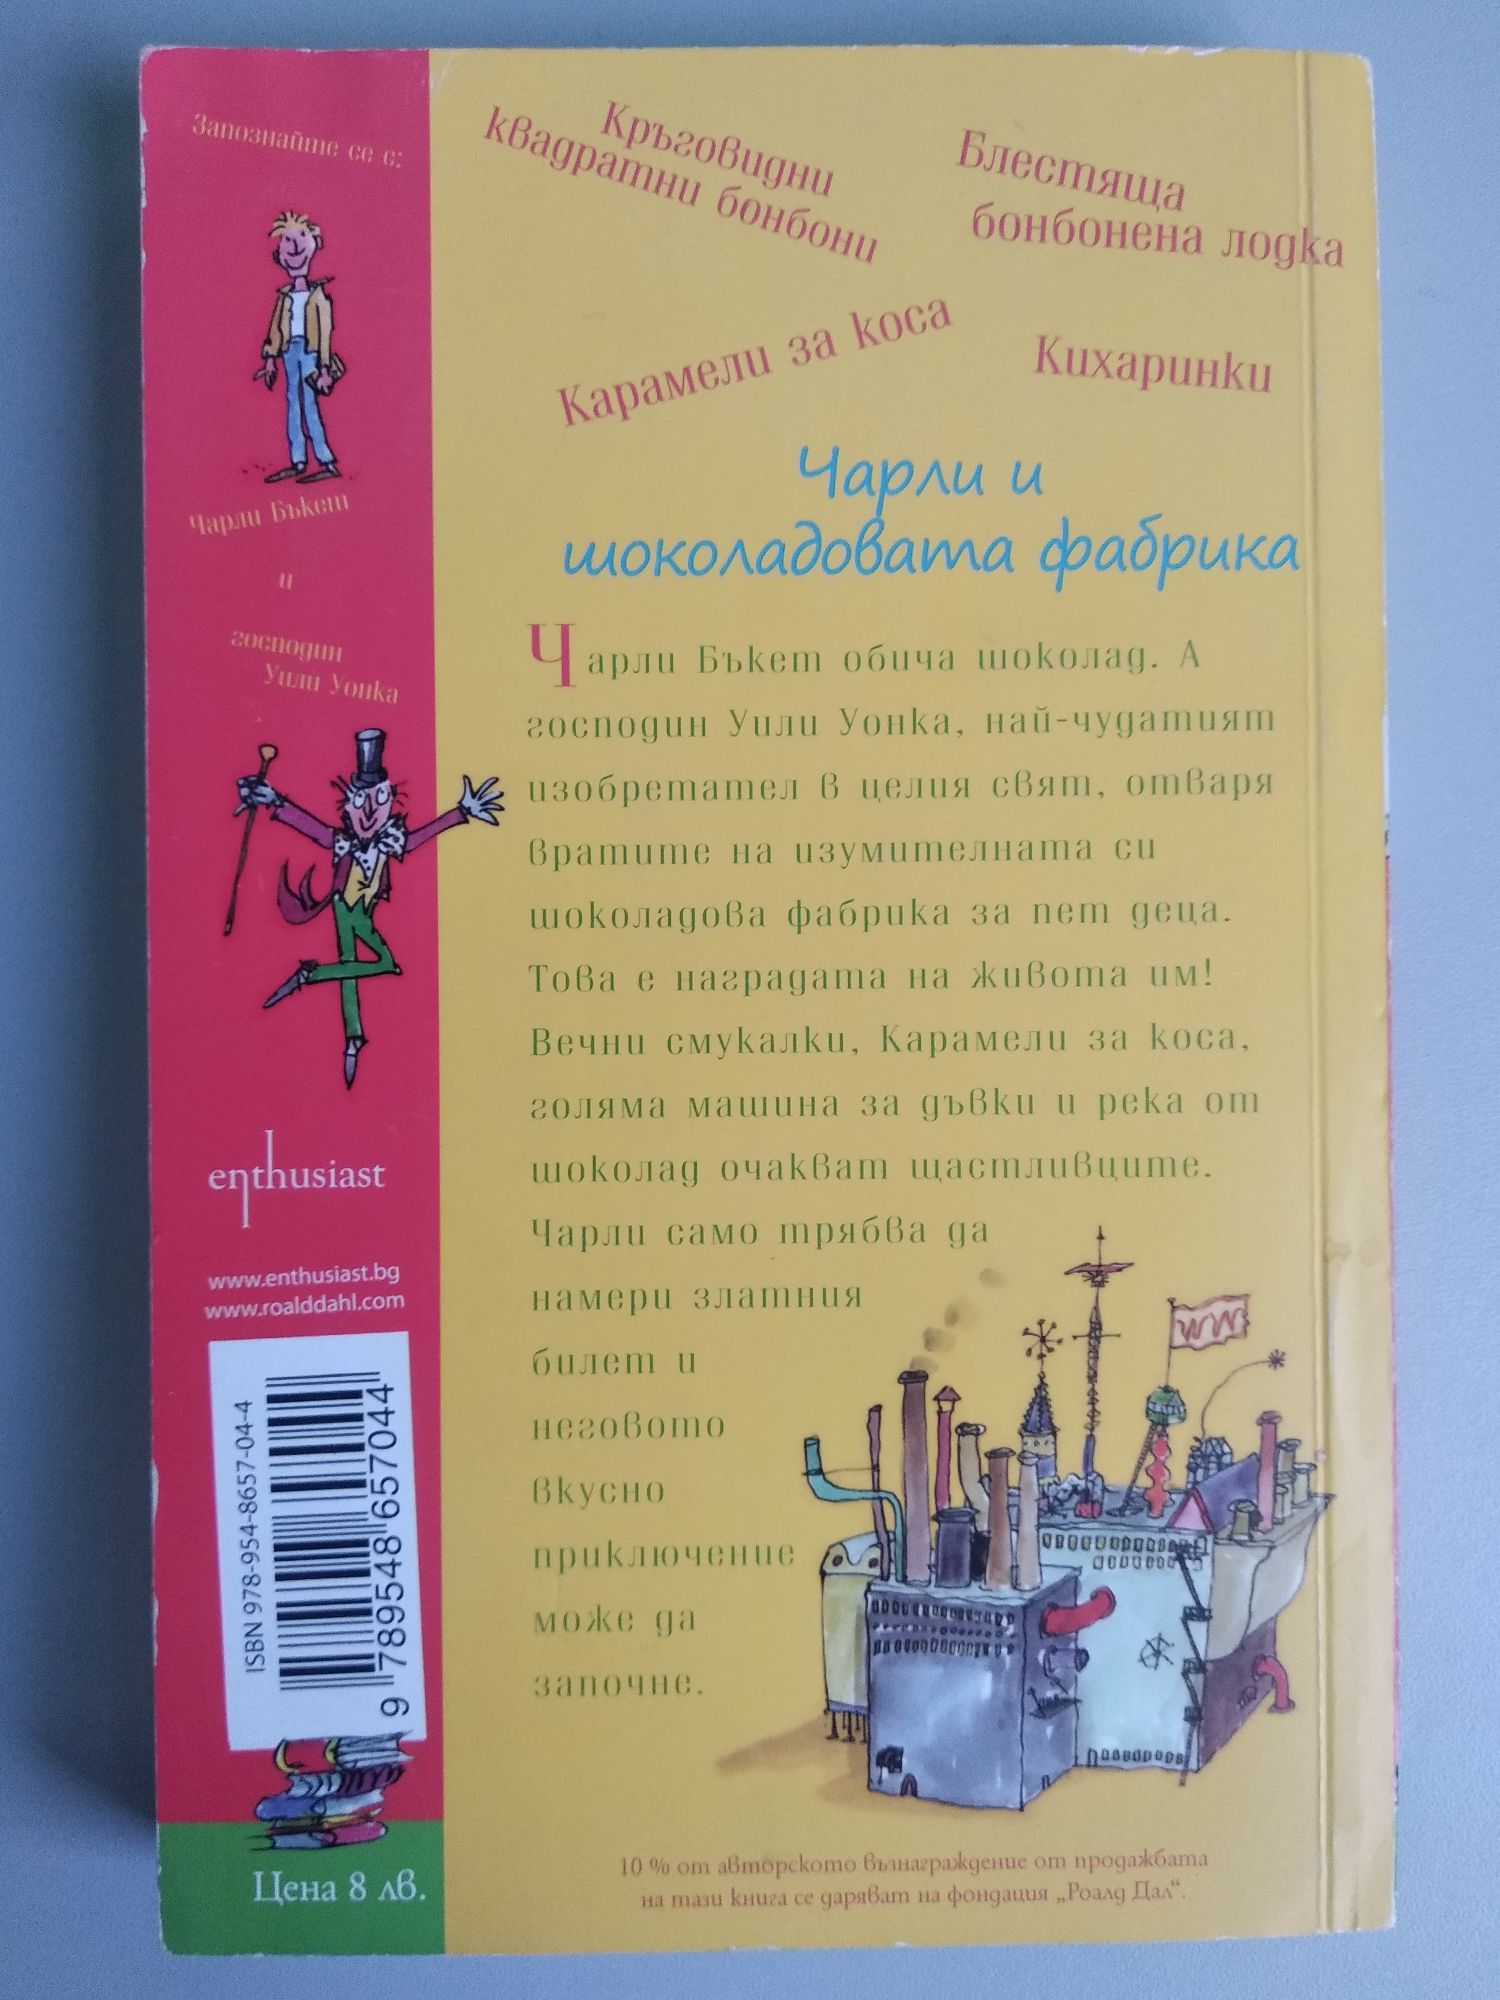 Запознайте се с:
Чарли Бъкет
и
господин
Уили Уонка
enthusiast
www.enthusiast.bg
www.roalddahl.com
ISBN 978-954-8657-04-4
9 789548 657044
Цена 8 лв.
Кръговидни
квадратни бонбони
Блестяща
бонбонена лодка
Карамели за коса
Кихаринки
Чарли и
шоколадовата фабрика
Чарли Бъкет обича шоколад. А
господин Уили Уонка, най-чудатият
изобретател в целия свят, отваря
вратите на изумителната си
шоколадова фабрика за пет деца.
Това е наградата на живота им!
Вечни смукалки, Карамели за коса,
голяма машина за дъвки и река от
шоколад очакват щастливците.
Чарли само трябва да
намери златния
билет и
неговото
вкусно
приключение
може да
започне.
WW
10 % от авторското възнаграждение от продажбата
на тази книга се даряват на фондация „Роалд Дал“.